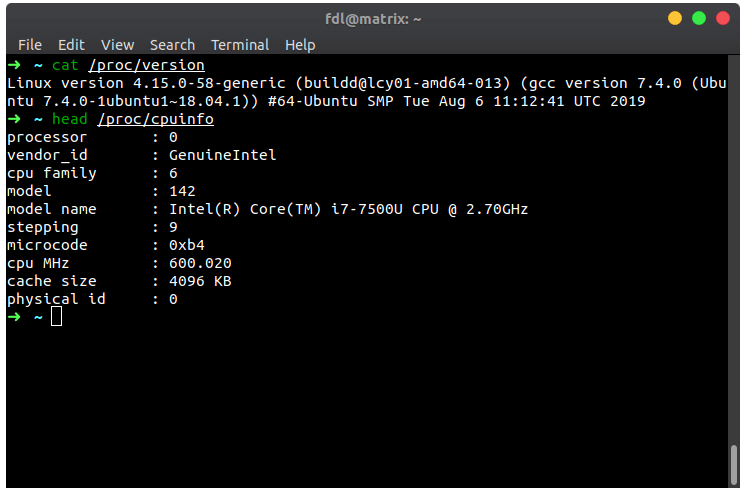 fdl@matrix: ~
File Edit View Search Terminal Help
➜ ~ cat /proc/version
Linux version 4.15.0-58-generic (buildd@lcy01-amd64-013) (gcc version 7.4.0 (Ubu
ntu 7.4.0-1ubuntu1~18.04.1)) #64-Ubuntu SMP Tue Aug 6 11:12:41 UTC 2019
➜ ~ head /proc/cpuinfo
processor : 0
vendor_id : GenuineIntel
cpu family : 6
model : 142
model name : Intel(R) Core(TM) i7-7500U CPU @ 2.70GHz
stepping : 9
microcode : 0xb4
cpu MHz : 600.020
cache size : 4096 KB
physical id : 0
➜ ~